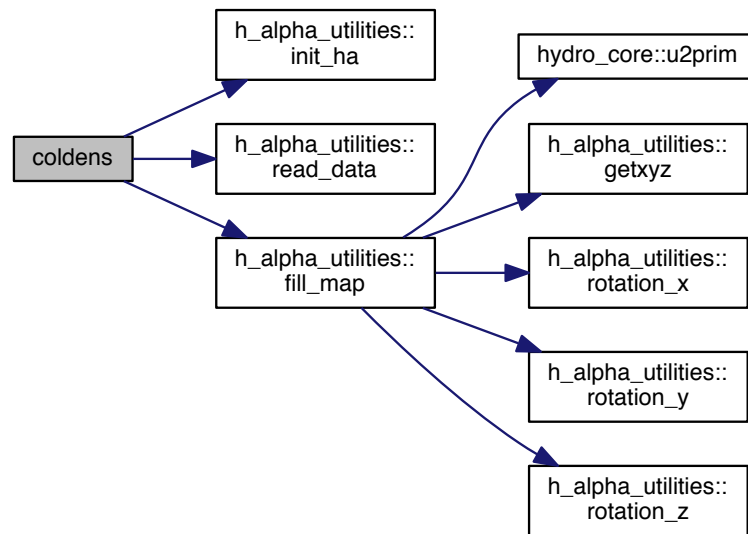 coldens
h_alpha_utilities::
init_ha
h_alpha_utilities::
read_data
h_alpha_utilities::
fill_map
hydro_core::u2prim
h_alpha_utilities::
getxyz
h_alpha_utilities::
rotation_x
h_alpha_utilities::
rotation_y
h_alpha_utilities::
rotation_z